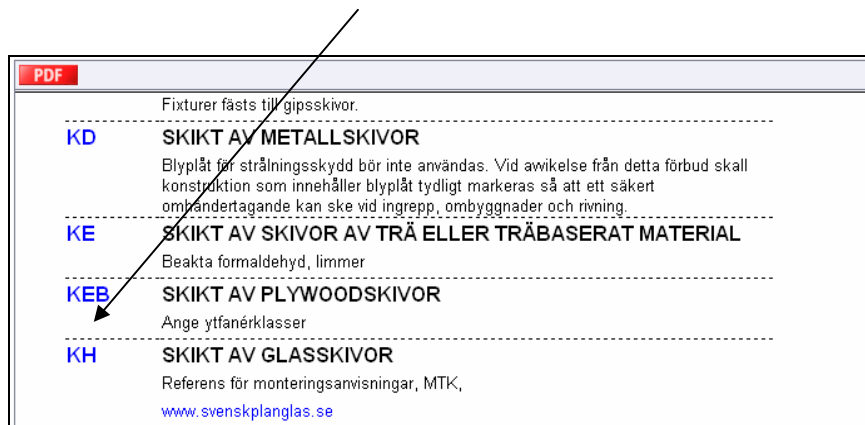 PDF
Fixturer fästs till gipsskivor.
KD SKIKT AV METALLSKIVOR
Blyplåt för strålningsskydd bör inte användas. Vid avvikelse från detta förbud skall
konstruktion som innehåller blyplåt tydligt markeras så att ett säkert
omhändertagande kan ske vid ingrepp, ombyggnader och rivning.
KE SKIKT AV SKIVOR AV TRÄ ELLER TRÄBASERAT MATERIAL
Beakta formaldehyd, limmer
KEB SKIKT AV PLYWOODSKIVOR
Ange ytfanérklasser
KH SKIKT AV GLASSKIVOR
Referens för monteringsanvisningar, MTK,
www.svenskplanglas.se